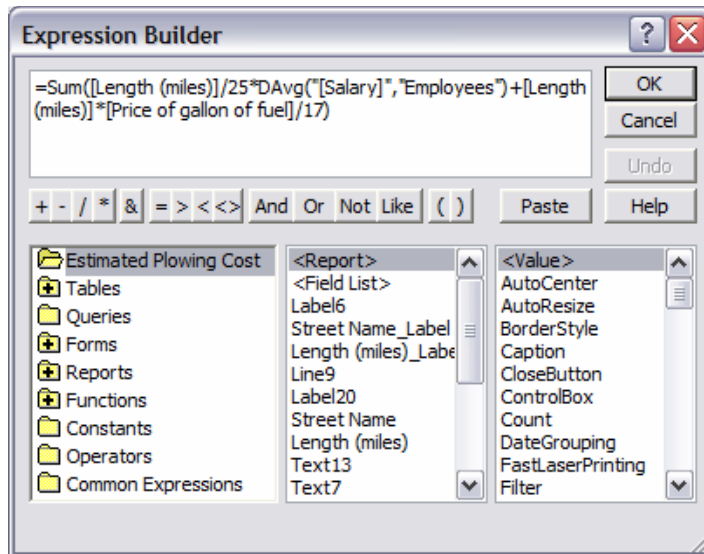 Expression Builder
=Sum([Length (miles)]/25*DAvg("[Salary]","Employees")+[Length
(miles)]*[Price of gallon of fuel]/17)
OK
Cancel
Undo
+ - / * & = > < <> And Or Not Like ( ) Paste Help
Estimated Plowing Cost
Tables
Queries
Forms
Reports
Functions
Constants
Operators
Common Expressions
<Report>
<Field List>
Label6
Street Name_Label
Length (miles)_Labe
Line9
Label20
Street Name
Length (miles)
Text13
Text7
<Value>
AutoCenter
AutoResize
BorderStyle
Caption
CloseButton
ControlBox
Count
DateGrouping
FastLaserPrinting
Filter